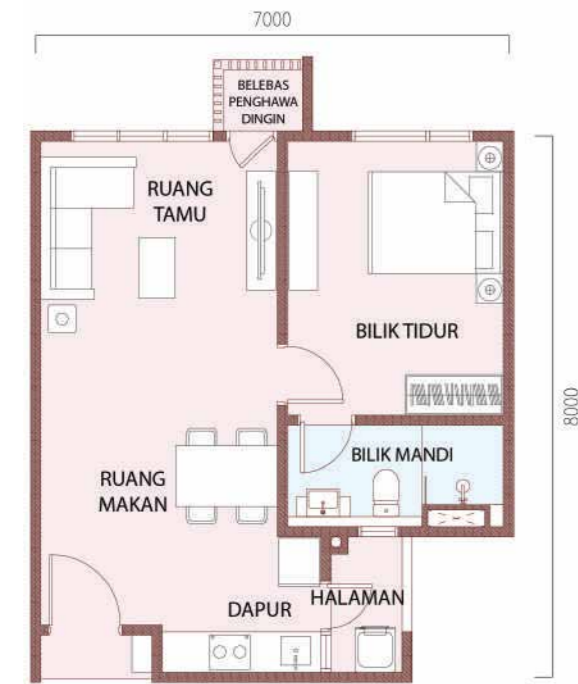 7000
BELEBAS
PENGHAWA
DINGIN
RUANG
TAMU
BILIK TIDUR
8000
BILIK MANDI
RUANG
MAKAN
DAPUR
HALAMAN